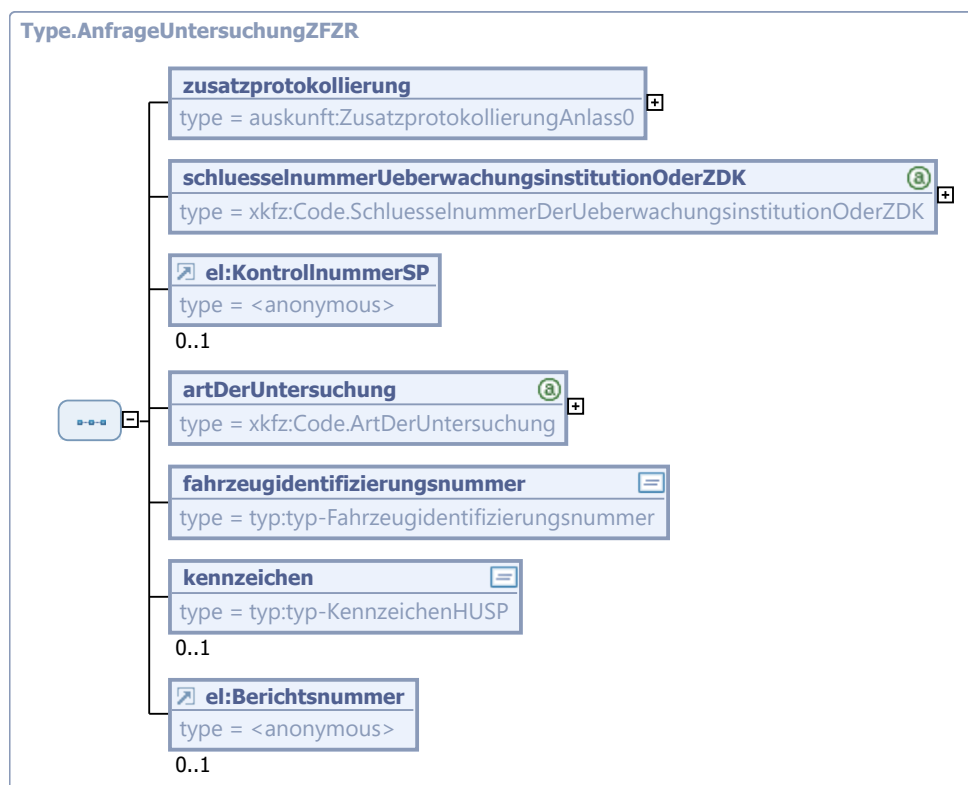 Type.AnfrageUntersuchungZFZR
zusatzprotokollierung
type = auskunft:ZusatzprotokollierungAnlass0
schluesselnummerUeberwachungsinstitutionOderZDK
type = xkfz:Code.SchluesselnummerDerUeberwachungsinstitutionOderZDK
el:KontrollnummerSP
type = <anonymous>
0..1
artDerUntersuchung
type = xkfz:Code.ArtDerUntersuchung
fahrzeugidentifizierungsnummer
type = typ:typ-Fahrzeugidentifizierungsnummer
kennzeichen
type = typ:typ-KennzeichenHUSP
0..1
el:Berichtsnummer
type = <anonymous>
0..1